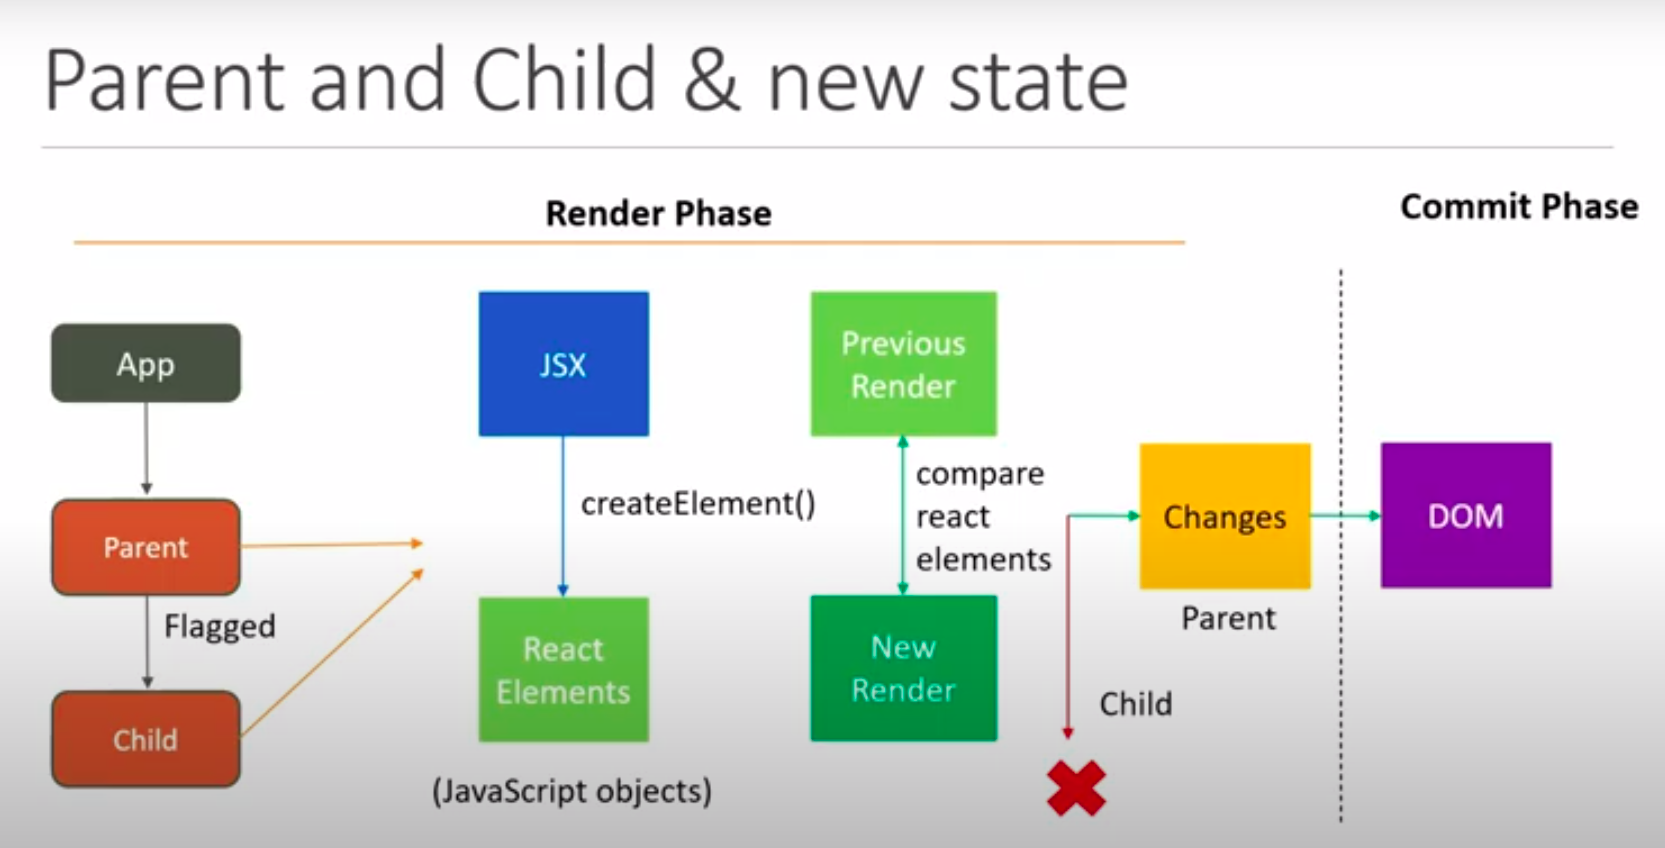 Parent and Child & new state
Render Phase
Commit Phase
App
Parent
Flagged
Child
JSX
createElement()
React
Elements
(JavaScript objects)
Previous
Render
compare
react
elements
New
Render
Changes
Parent
Child
DOM